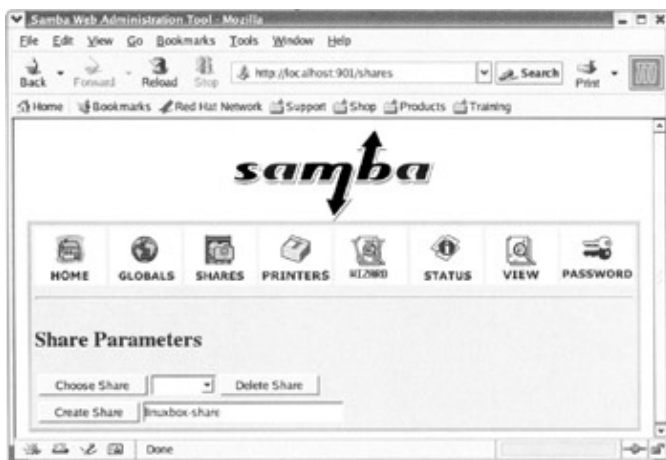 Samba Web Administration Tool - Mozilla
File Edit View Go Bookmarks Tools Window Help
Back Forward Reload Stop http://localhost:901/shares Search Print
Home Bookmarks Red Hat Network Support Shop Products Training
samba
HOME GLOBALS SHARES PRINTERS WIZARD STATUS VIEW PASSWORD
Share Parameters
Choose Share Delete Share
Create Share linuxbox-share
Done